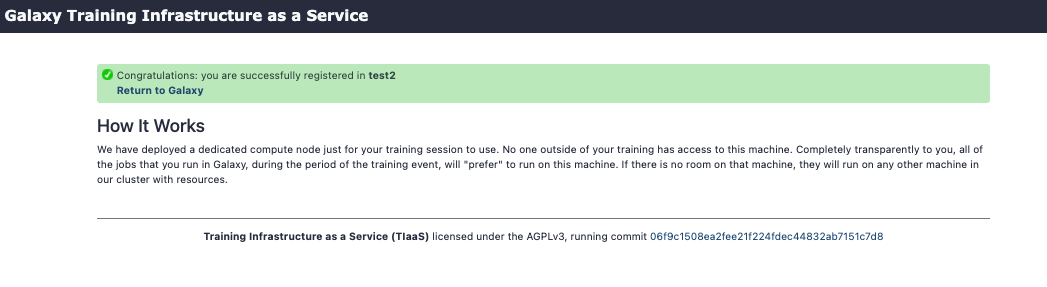 Galaxy Training Infrastructure as a Service
Congratulations: you are successfully registered in test2
Return to Galaxy
How It Works
We have deployed a dedicated compute node just for your training session to use. No one outside of your training has access to this machine. Completely transparently to you, all of
the jobs that you run in Galaxy, during the period of the training event, will "prefer" to run on this machine. If there is no room on that machine, they will run on any other machine in
our cluster with resources.
Training Infrastructure as a Service (TIaaS) licensed under the AGPLv3, running commit 06f9c1508ea2fee21f224fdec44832ab7151c7d8